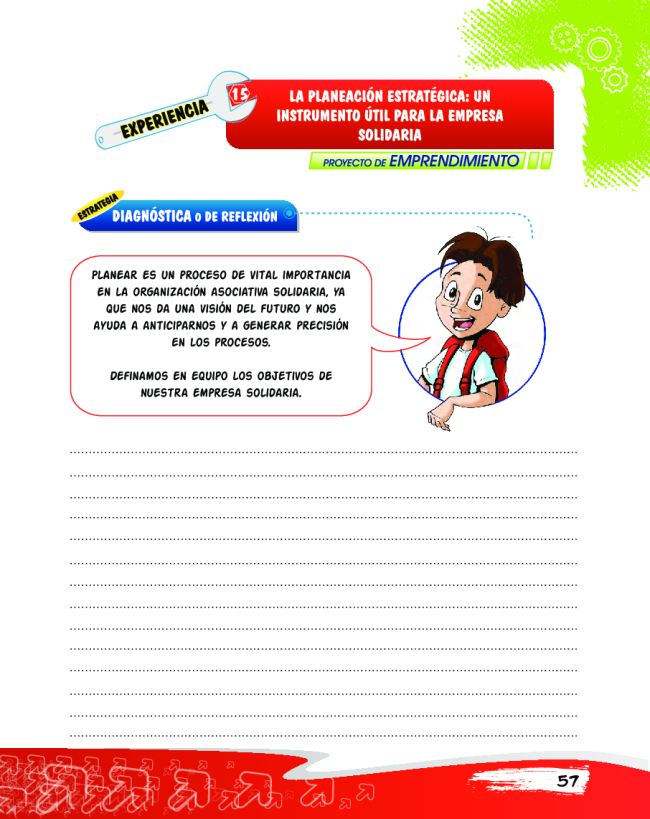 EXPERIENCIA
15
LA PLANEACIÓN ESTRATÉGICA: UN
INSTRUMENTO ÚTIL PARA LA EMPRESA
SOLIDARIA
PROYECTO DE EMPRENDIMIENTO
ESTRATEGIA
DIAGNÓSTICA O DE REFLEXIÓN
PLANEAR ES UN PROCESO DE VITAL IMPORTANCIA
EN LA ORGANIZACIÓN ASOCIATIVA SOLIDARIA, YA
QUE NOS DA UNA VISIÓN DEL FUTURO Y NOS
AYUDA A ANTICIPARNOS Y A GENERAR PRECISIÓN
EN LOS PROCESOS.
DEFINAMOS EN EQUIPO LOS OBJETIVOS DE
NUESTRA EMPRESA SOLIDARIA.
57